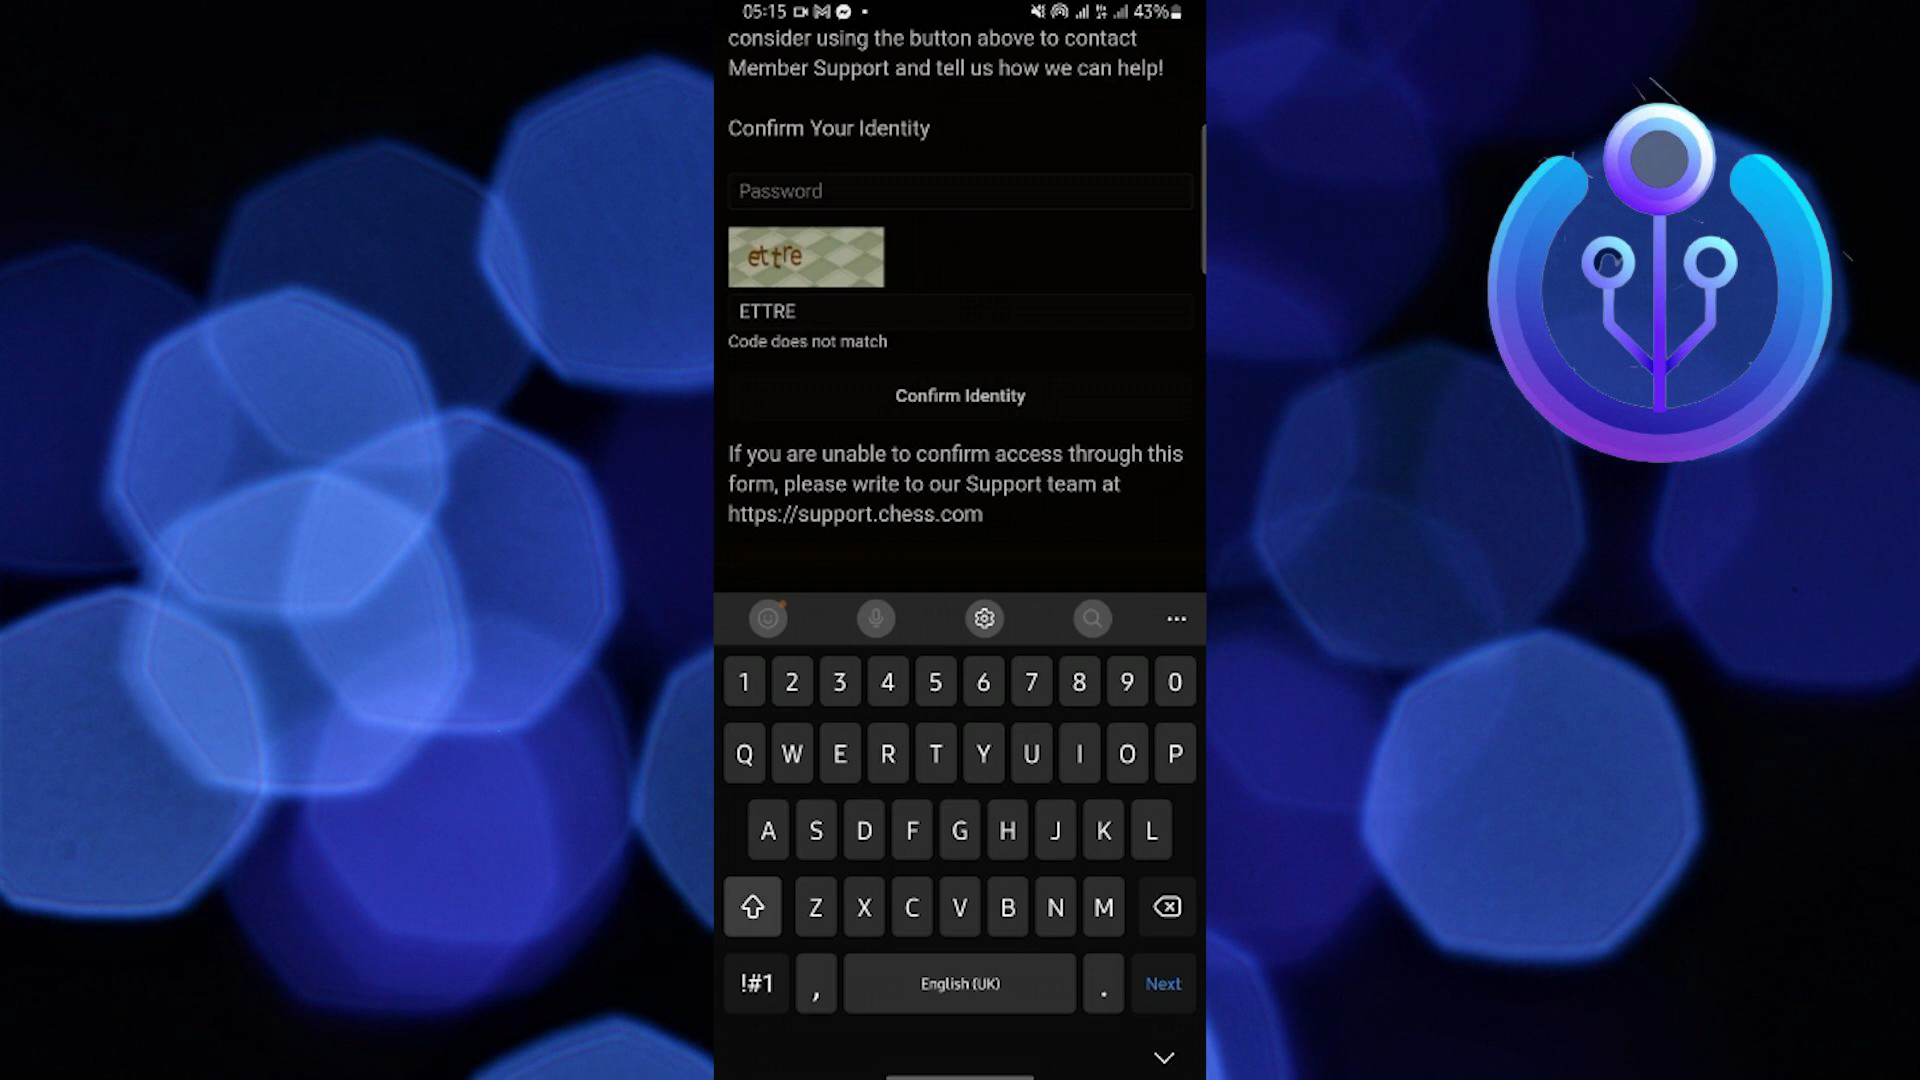 05:15 43%
consider using the button above to contact
Member Support and tell us how we can help!
Confirm Your Identity
Password
ettre
ETTRE
Code does not match
Confirm Identity
If you are unable to confirm access through this
form, please write to our Support team at
https://support.chess.com
1 2 3 4 5 6 7 8 9 0
Q W E R T Y U I O P
A S D F G H J K L
Z X C V B N M
!#1 , English (UK) . Next